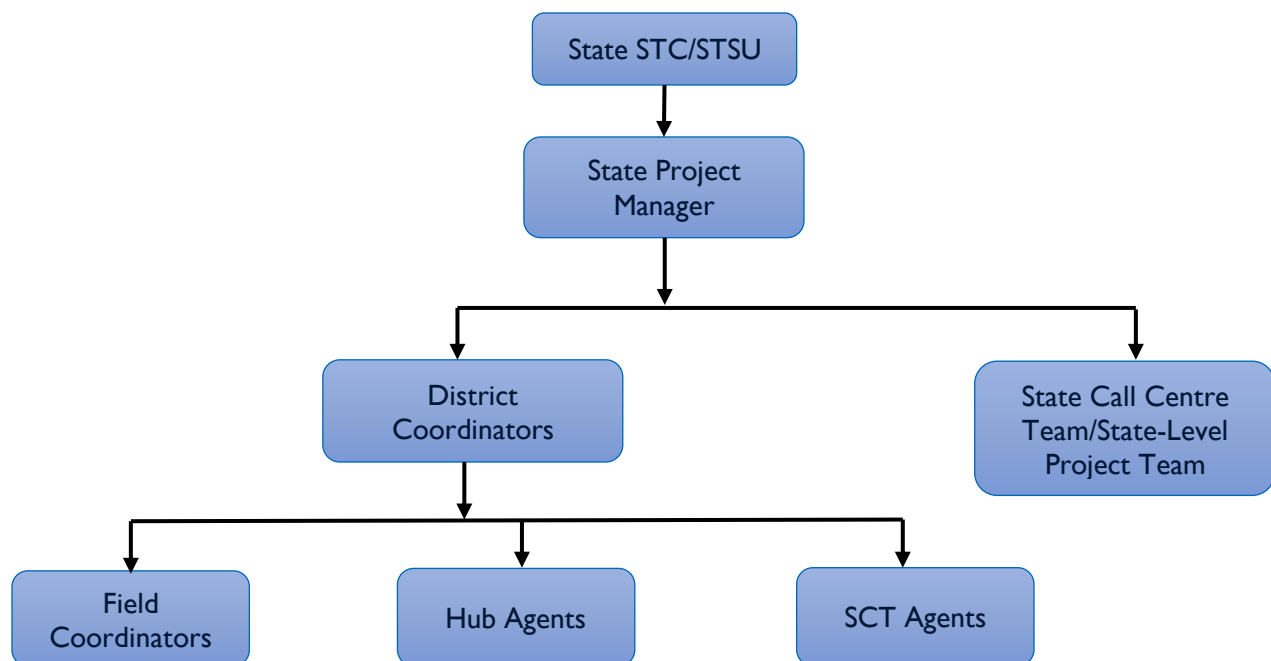 State STC/STSU
State Project
Manager
District
Coordinators
State Call Centre
Team/State-Level
Project Team
Field
Coordinators
Hub Agents
SCT Agents